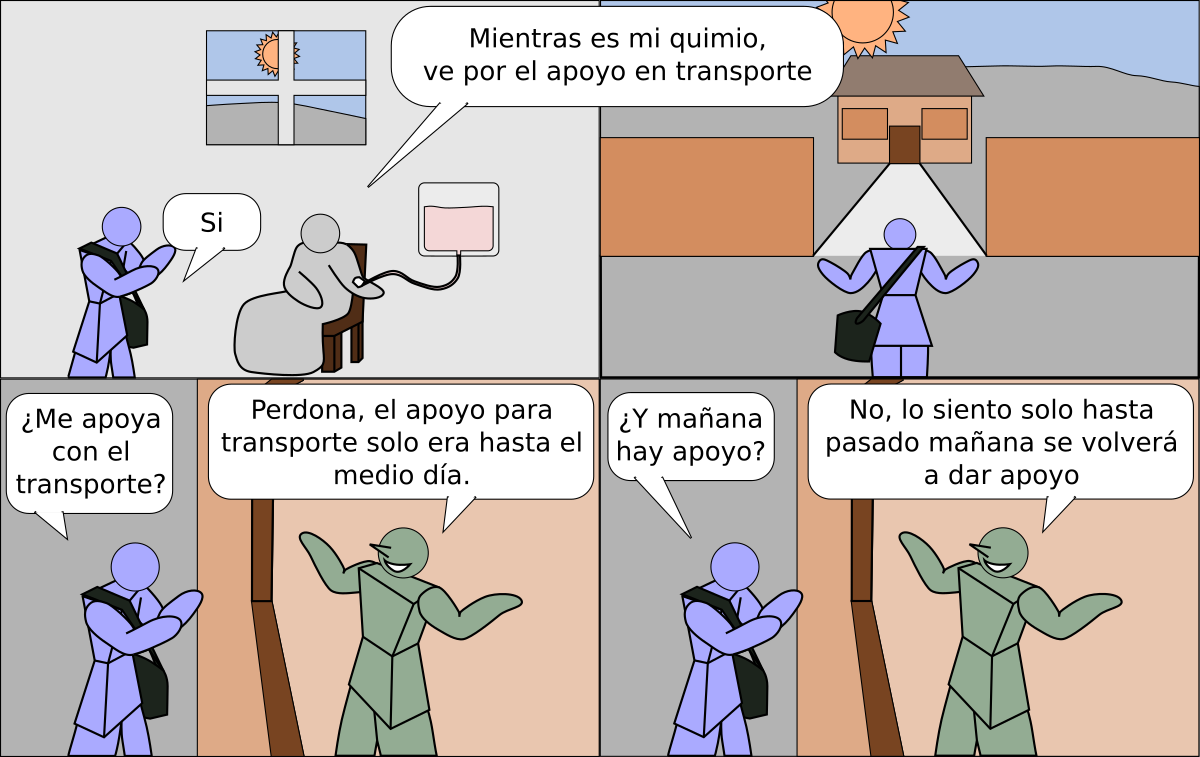 Mientras es mi quimio,
ve por el apoyo en transporte
Si
¿Me apoya
con el
transporte?
Perdona, el apoyo para
transporte solo era hasta el
medio día.
¿Y mañana
hay apoyo?
No, lo siento solo hasta
pasado mañana se volverá
a dar apoyo